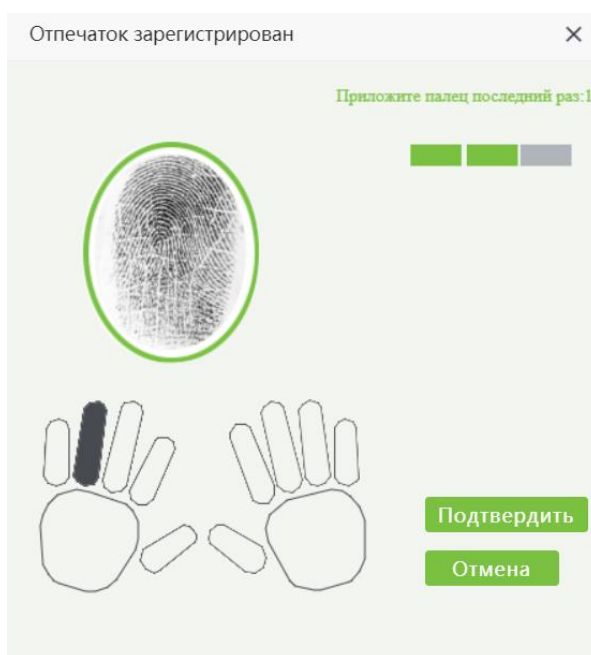 Отпечаток зарегистрирован
Приложите палец последний раз:1
Подтвердить
Отмена